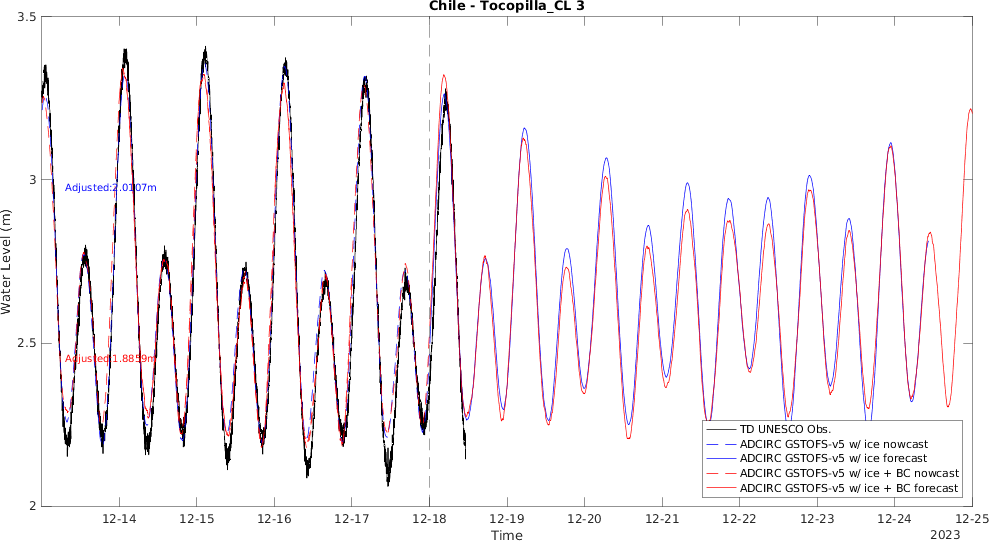 Chile - Tocopilla_CL 3
3.5
3
2.5
2
Water Level (m)
Adjusted:2.0107m
Adjusted:1.8859m
TD UNESCO Obs.
ADCIRC GSTOFS-v5 w/ ice nowcast
ADCIRC GSTOFS-v5 w/ ice forecast
ADCIRC GSTOFS-v5 w/ ice + BC nowcast
ADCIRC GSTOFS-v5 w/ ice + BC forecast
12-14 12-15 12-16 12-17 12-18 12-19 12-20 12-21 12-22 12-23 12-24 12-25
Time
2023